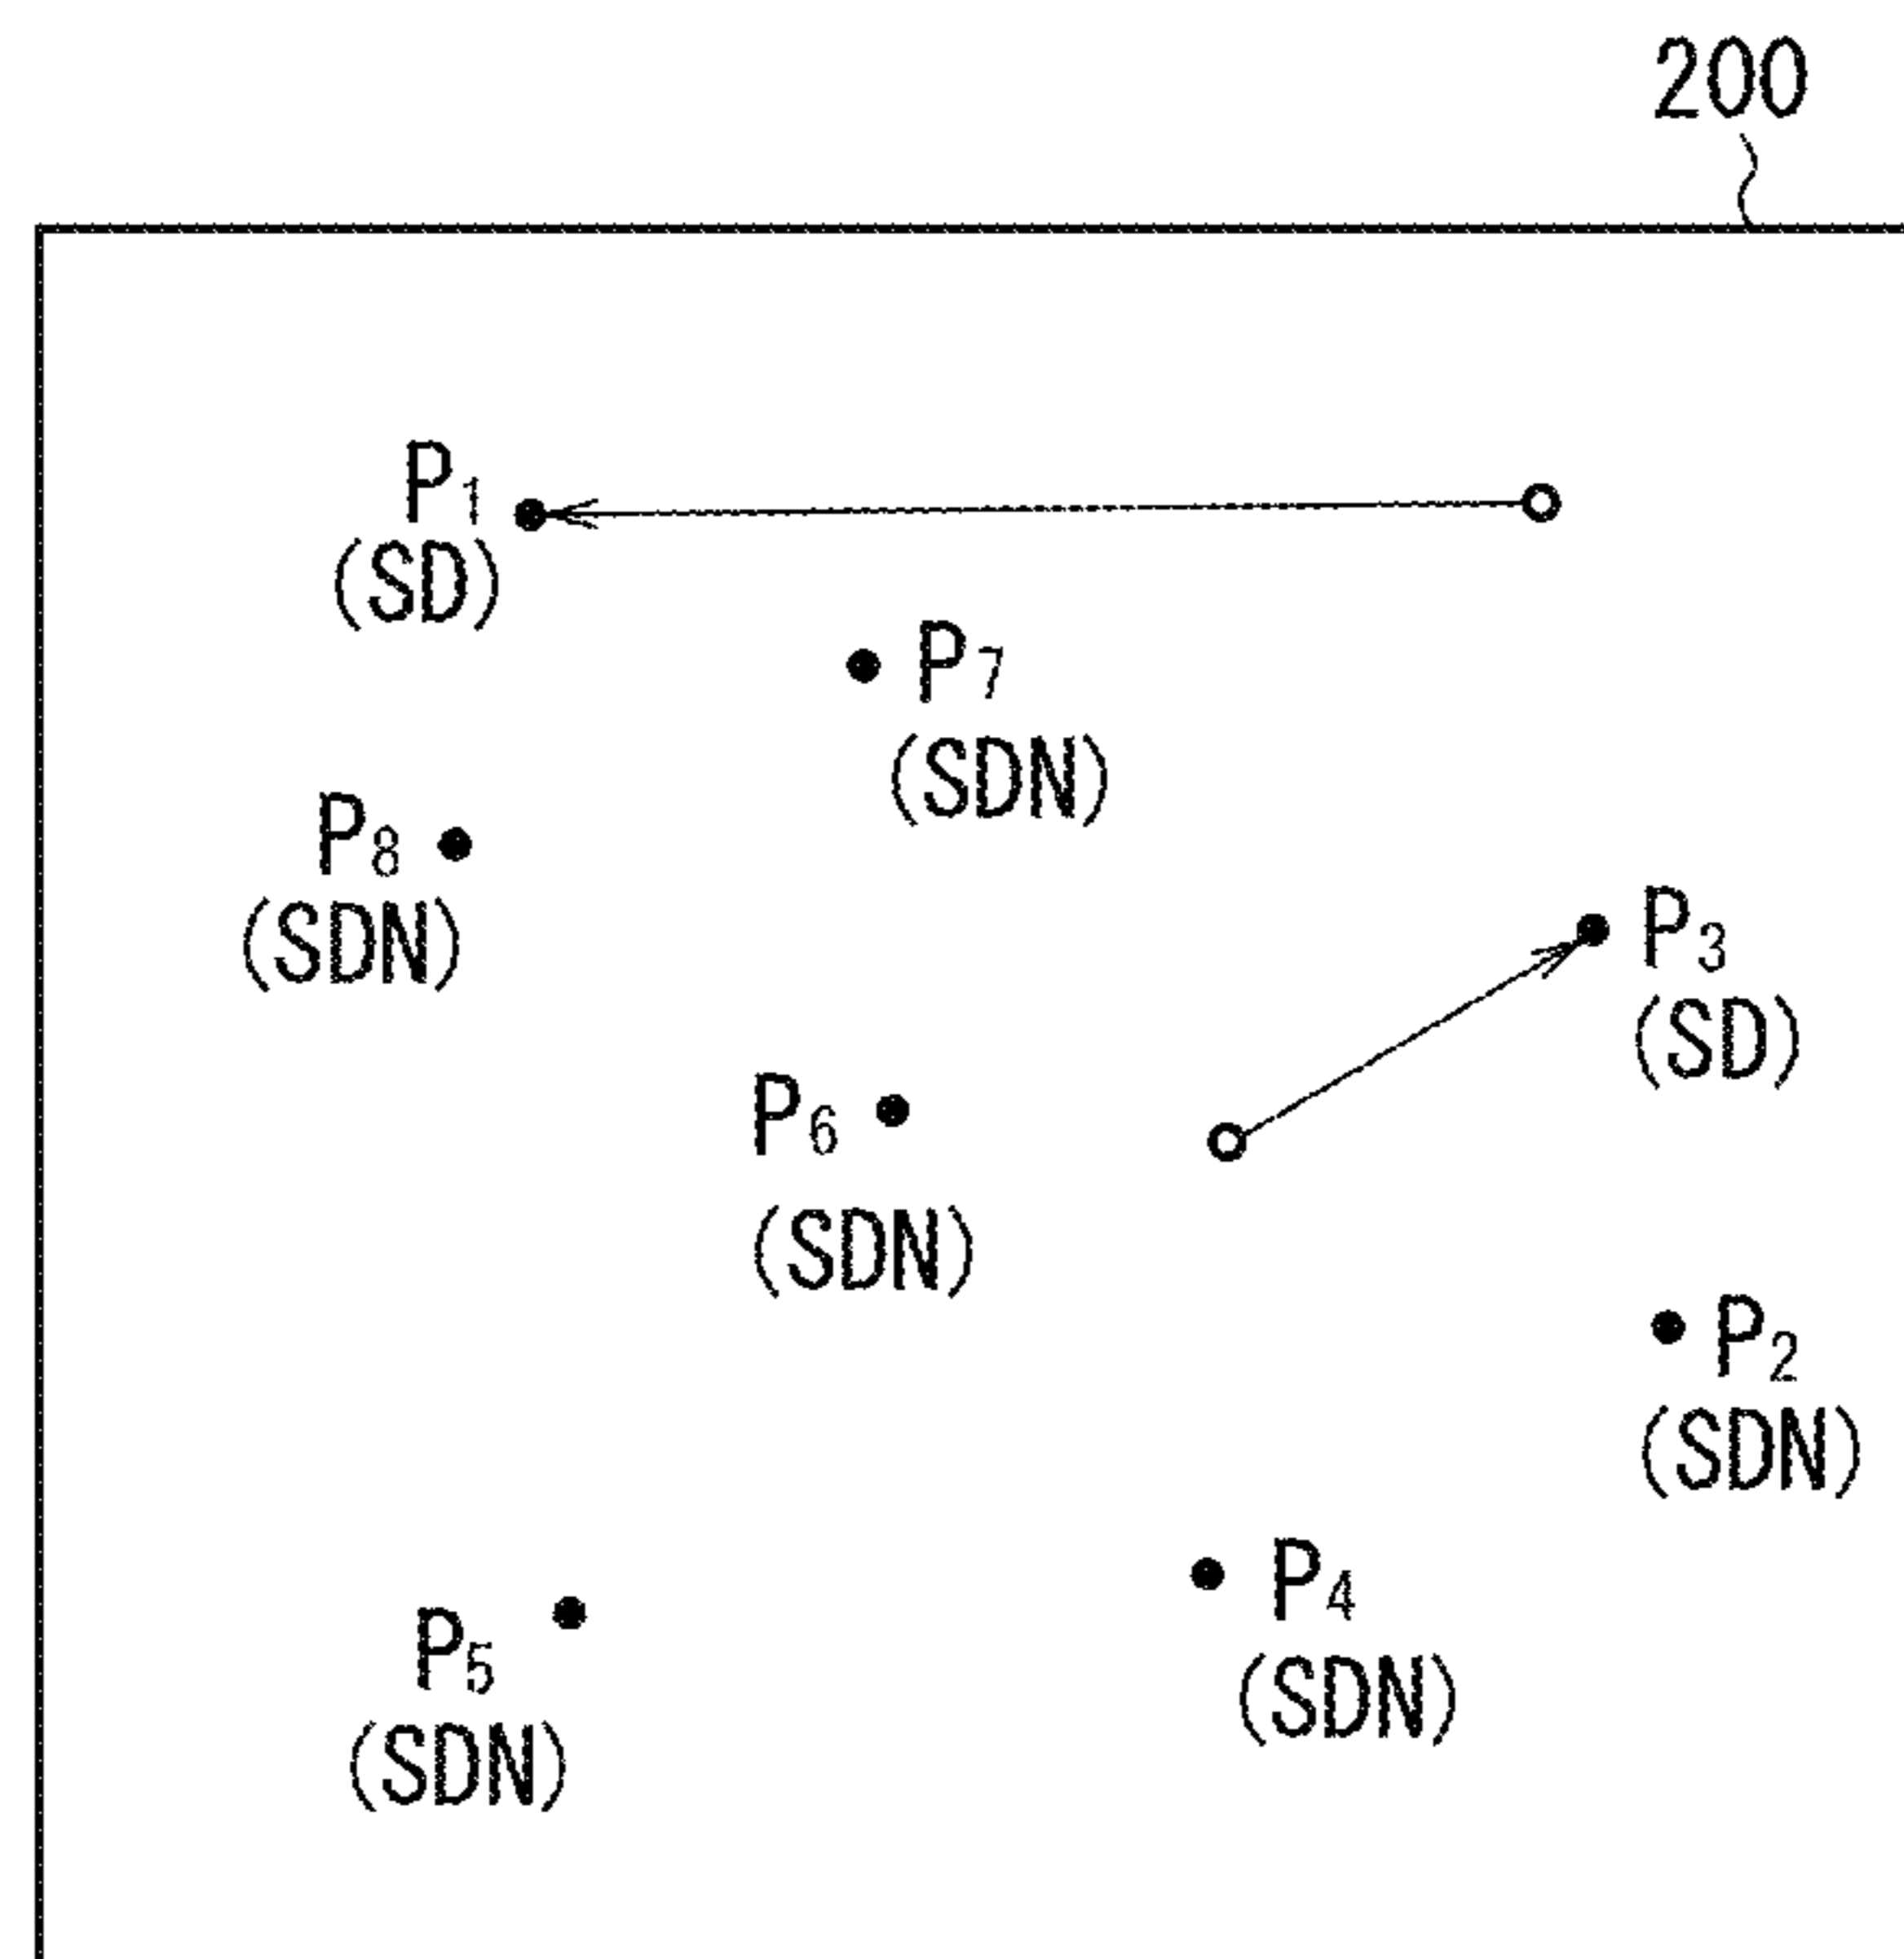 200
P₁
(SD)
P₇
(SDN)
P₈
(SDN)
P₃
(SD)
P₆
(SDN)
P₂
(SDN)
P₄
(SDN)
P₅
(SDN)